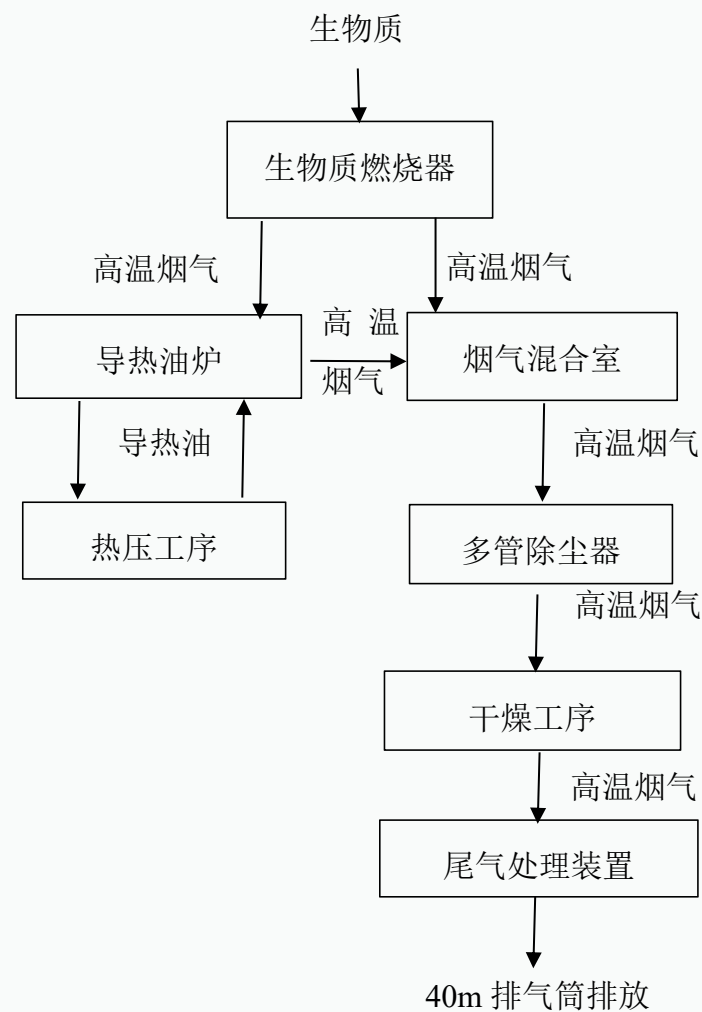 生物质
生物质燃烧器
高温烟气
高温烟气
导热油炉
高 温
烟气
烟气混合室
导热油
高温烟气
热压工序
多管除尘器
高温烟气
干燥工序
高温烟气
尾气处理装置
40m 排气筒排放